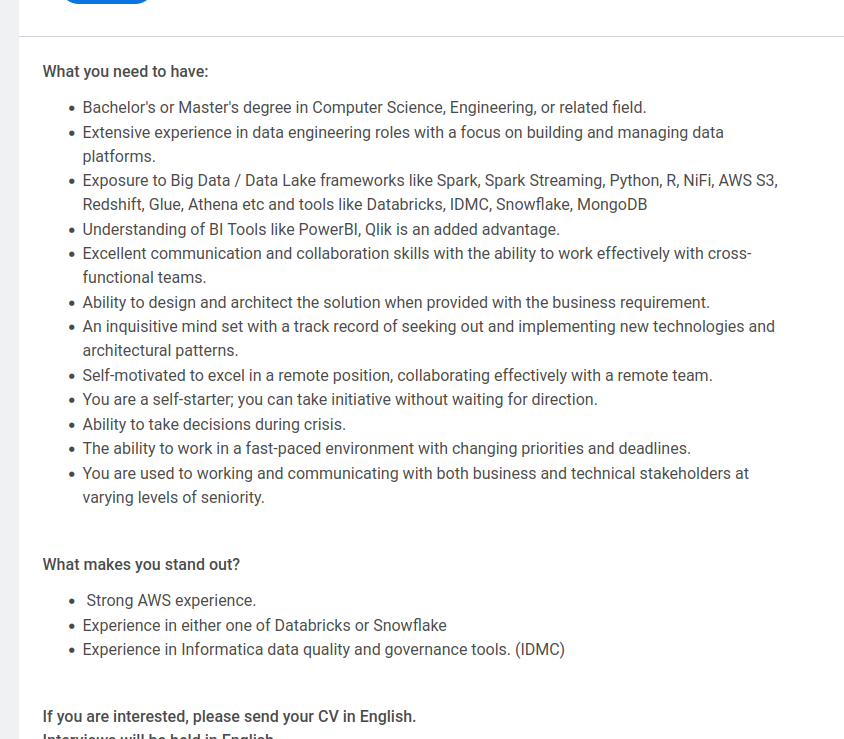 What you need to have:
Bachelor's or Master's degree in Computer Science, Engineering, or related field.
Extensive experience in data engineering roles with a focus on building and managing data
platforms.
Exposure to Big Data / Data Lake frameworks like Spark, Spark Streaming, Python, R, NiFi, AWS S3,
Redshift, Glue, Athena etc and tools like Databricks, IDMC, Snowflake, MongoDB
Understanding of BI Tools like PowerBI, Qlik is an added advantage.
Excellent communication and collaboration skills with the ability to work effectively with cross-
functional teams.
Ability to design and architect the solution when provided with the business requirement.
An inquisitive mind set with a track record of seeking out and implementing new technologies and
architectural patterns.
Self-motivated to excel in a remote position, collaborating effectively with a remote team.
You are a self-starter; you can take initiative without waiting for direction.
Ability to take decisions during crisis.
The ability to work in a fast-paced environment with changing priorities and deadlines.
You are used to working and communicating with both business and technical stakeholders at
varying levels of seniority.
What makes you stand out?
Strong AWS experience.
Experience in either one of Databricks or Snowflake
Experience in Informatica data quality and governance tools. (IDMC)
If you are interested, please send your CV in English.
Interviews will be held in English